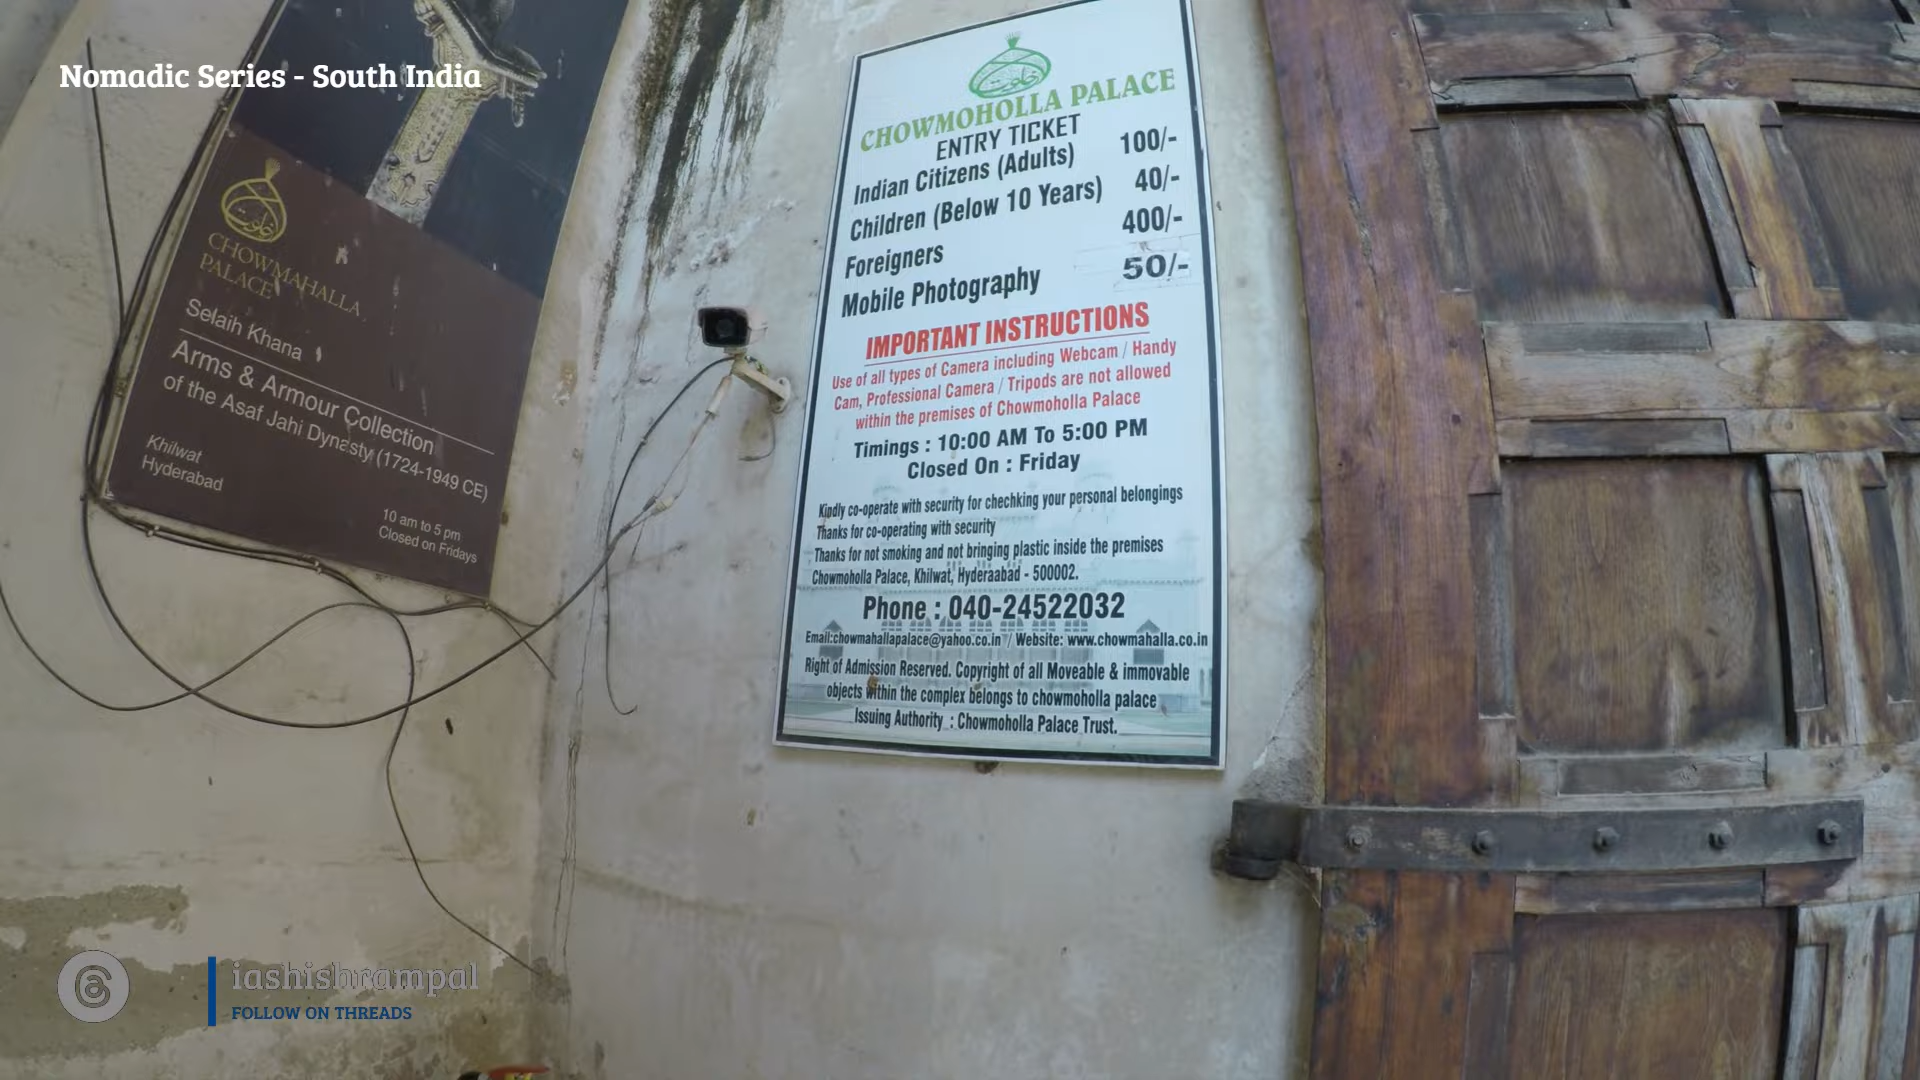 Nomadic Series - South India
CHOWMAHALLA
PALACE
Selaih Khana
Arms & Armour Collection
of the Asaf Jahi Dynasty (1724-1949 CE)
Khilwat
Hyderabad
10 am to 5 pm
Closed on Fridays
CHOWMOHOLLA PALACE
ENTRY TICKET
Indian Citizens (Adults) 100/-
Children (Below 10 Years) 40/-
Foreigners 400/-
Mobile Photography 50/-
IMPORTANT INSTRUCTIONS
Use of all types of Camera including Webcam / Handy
Cam, Professional Camera / Tripods are not allowed
within the premises of Chowmoholla Palace
Timings : 10:00 AM To 5:00 PM
Closed On : Friday
Kindly co-operate with security for chechking your personal belongings
Thanks for co-operating with security
Thanks for not smoking and not bringing plastic inside the premises
Chowmoholla Palace, Khilwat, Hyderaabad - 500002.
Phone : 040-24522032
Email:chowmahallapalace@yahoo.co.in / Website: www.chowmahalla.co.in
Right of Admission Reserved. Copyright of all Moveable & immovable
objects within the complex belongs to chowmoholla palace
Issuing Authority : Chowmoholla Palace Trust.
iashishrampal
FOLLOW ON THREADS